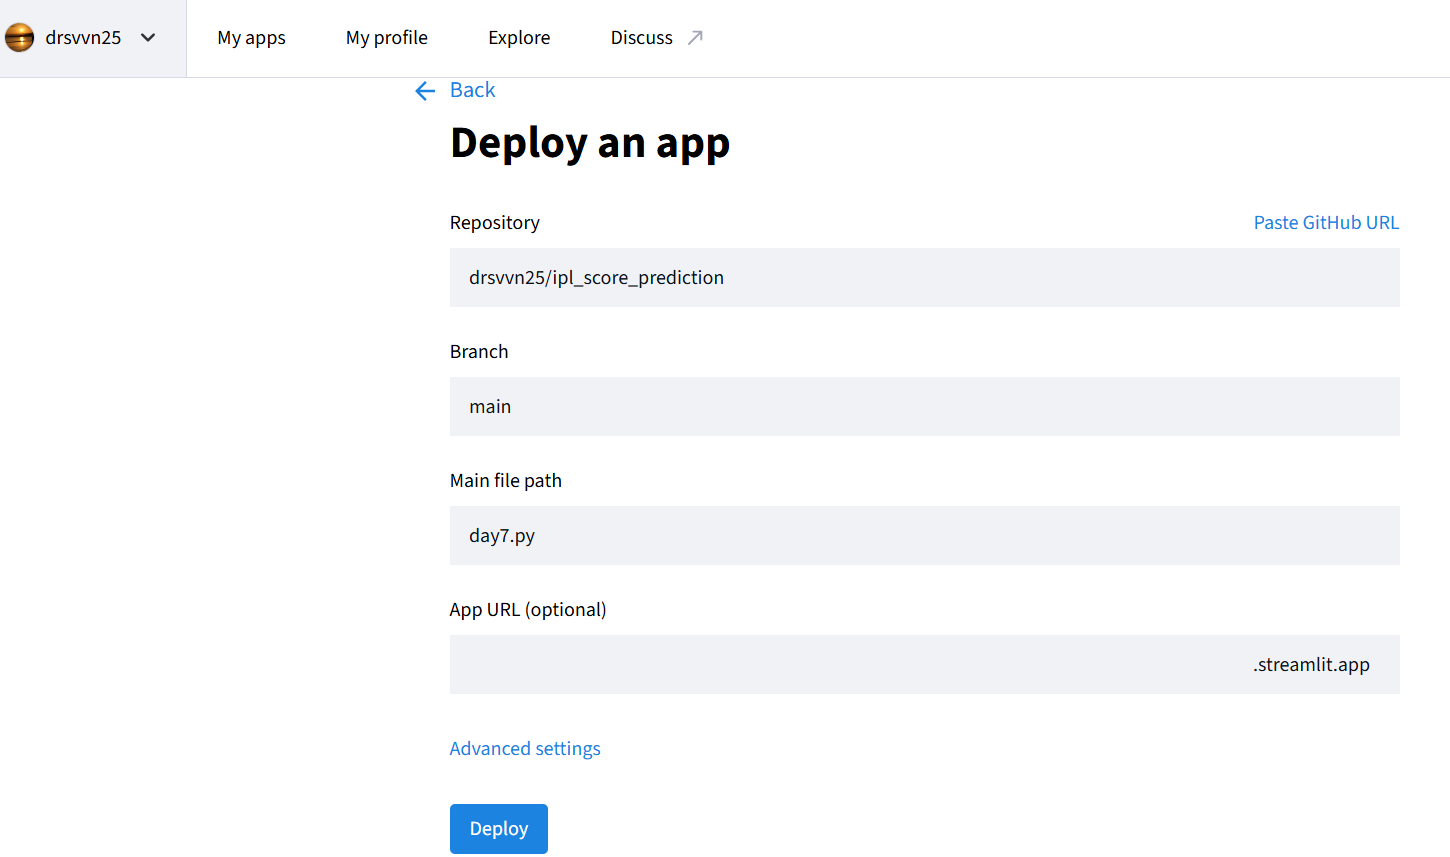 drsvvn25 My apps My profile Explore Discuss
Back
Deploy an app
Repository Paste GitHub URL
drsvvn25/ipl_score_prediction
Branch
main
Main file path
day7.py
App URL (optional)
.streamlit.app
Advanced settings
Deploy